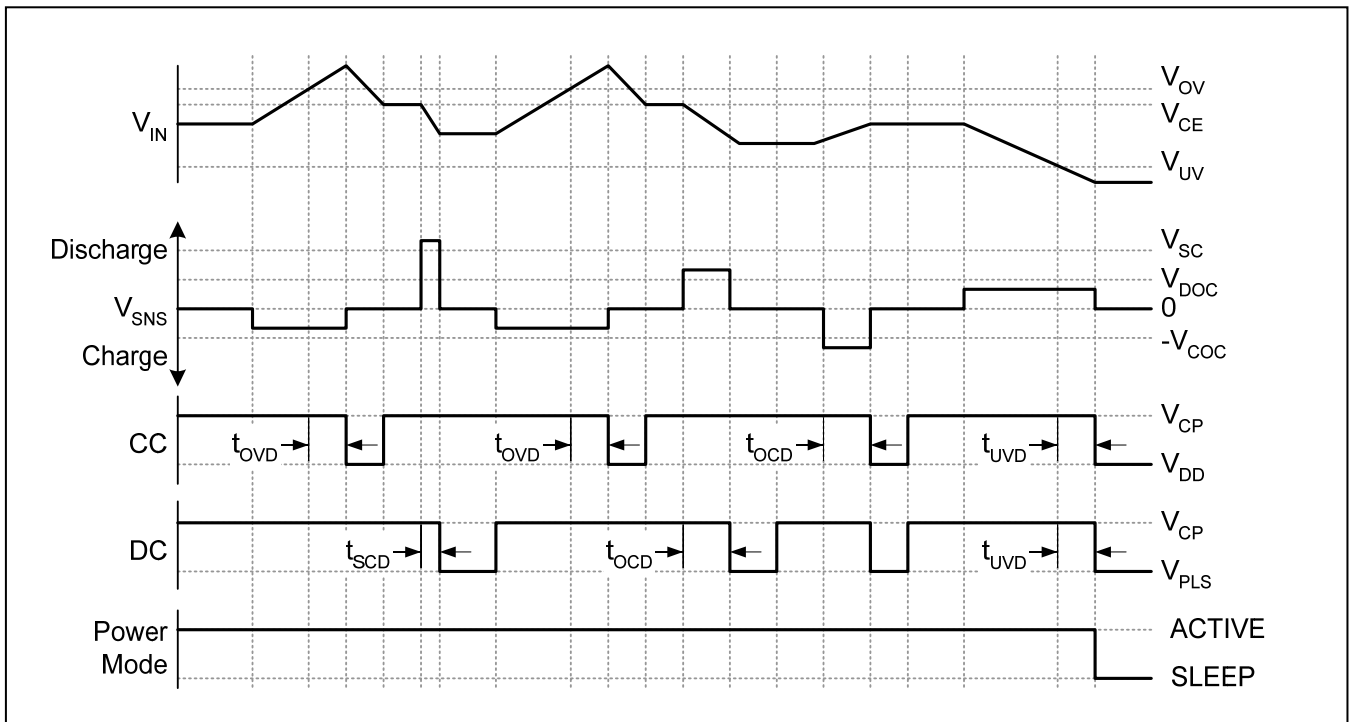 V_OV
V_IN
V_CE
V_UV
Discharge
V_SC
V_DOC
V_SNS
0
Charge
-V_COC
V_CP
CC
t_OVD
t_OVD
t_OCD
t_UVD
V_DD
V_CP
DC
t_SCD
t_OCD
t_UVD
V_PLS
Power
Mode
ACTIVE
SLEEP